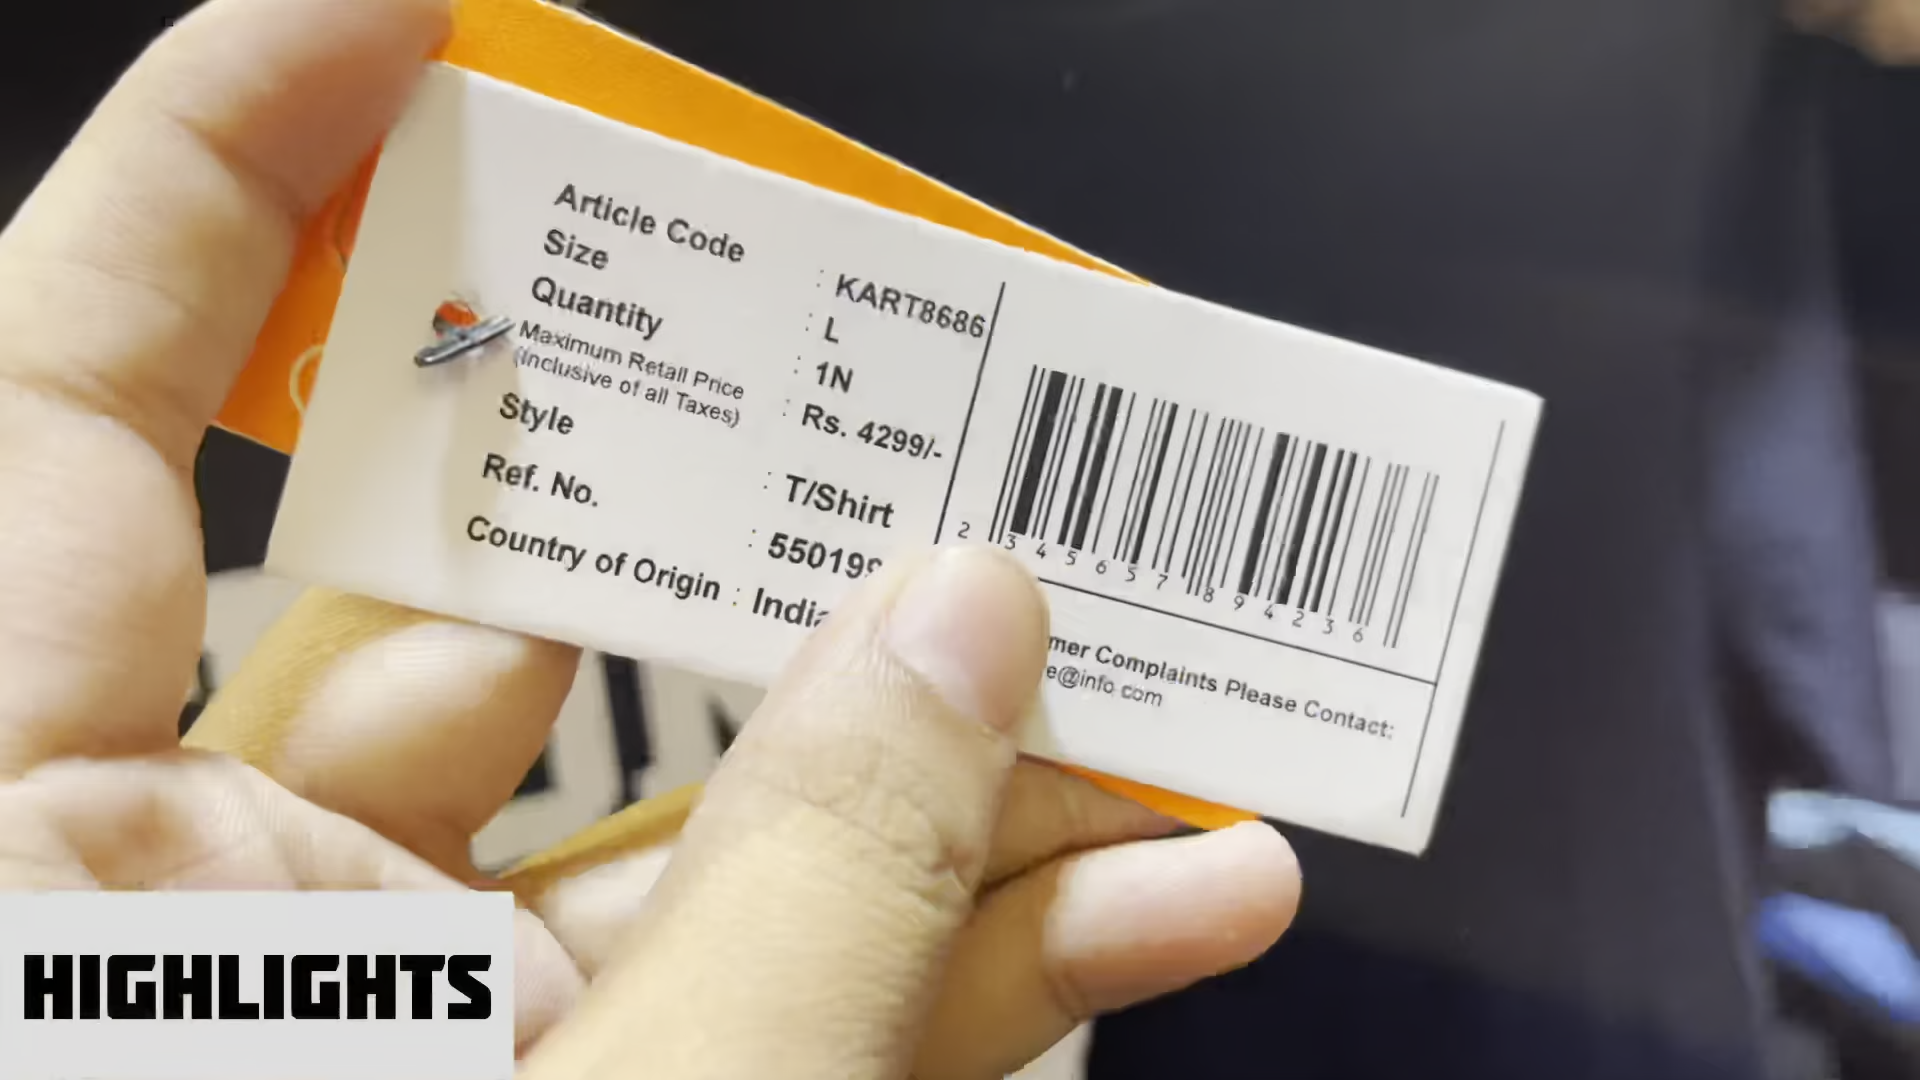 Article Code : KART8686
Size : L
Quantity : 1N
Maximum Retail Price
(Inclusive of all Taxes) : Rs. 4299/-
Style : T/Shirt
Ref. No. : 550199
Country of Origin : India
2 3 4 5 6 5 7 8 9 4 2 3 6
mer Complaints Please Contact:
e@info.com
HIGHLIGHTS